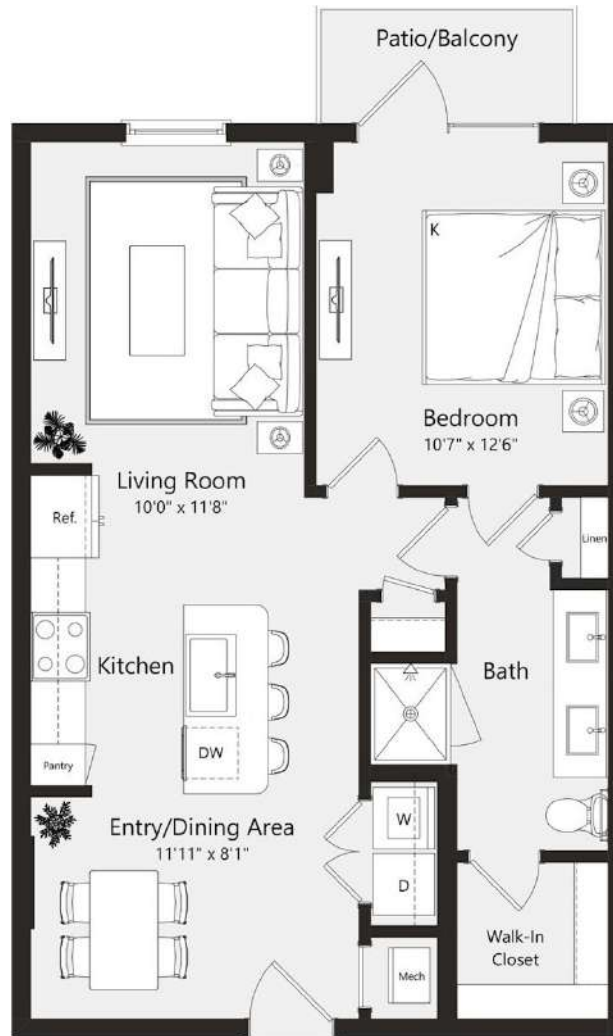 Patio/Balcony
K
Bedroom
10'7" x 12'6"
Living Room
10'0" x 11'8"
Ref.
Linen
Kitchen
Bath
DW
Pantry
Entry/Dining Area
11'11" x 8'1"
W
D
Walk-In
Closet
Mech